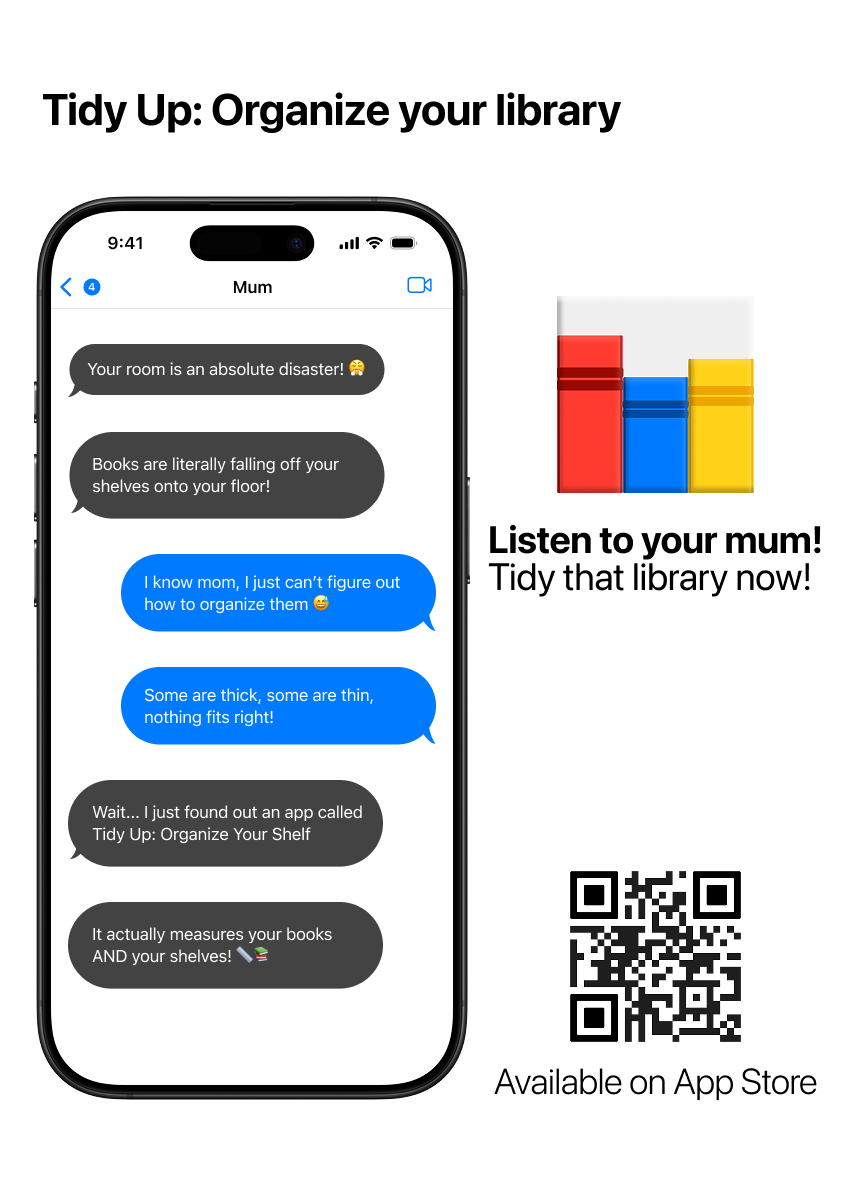 Tidy Up: Organize your library
9:41
4
Mum
Your room is an absolute disaster! 😤
Books are literally falling off your
shelves onto your floor!
I know mom, I just can’t figure out
how to organize them 😅
Some are thick, some are thin,
nothing fits right!
Wait... I just found out an app called
Tidy Up: Organize Your Shelf
It actually measures your books
AND your shelves! 📏📚
Listen to your mum!
Tidy that library now!
Available on App Store